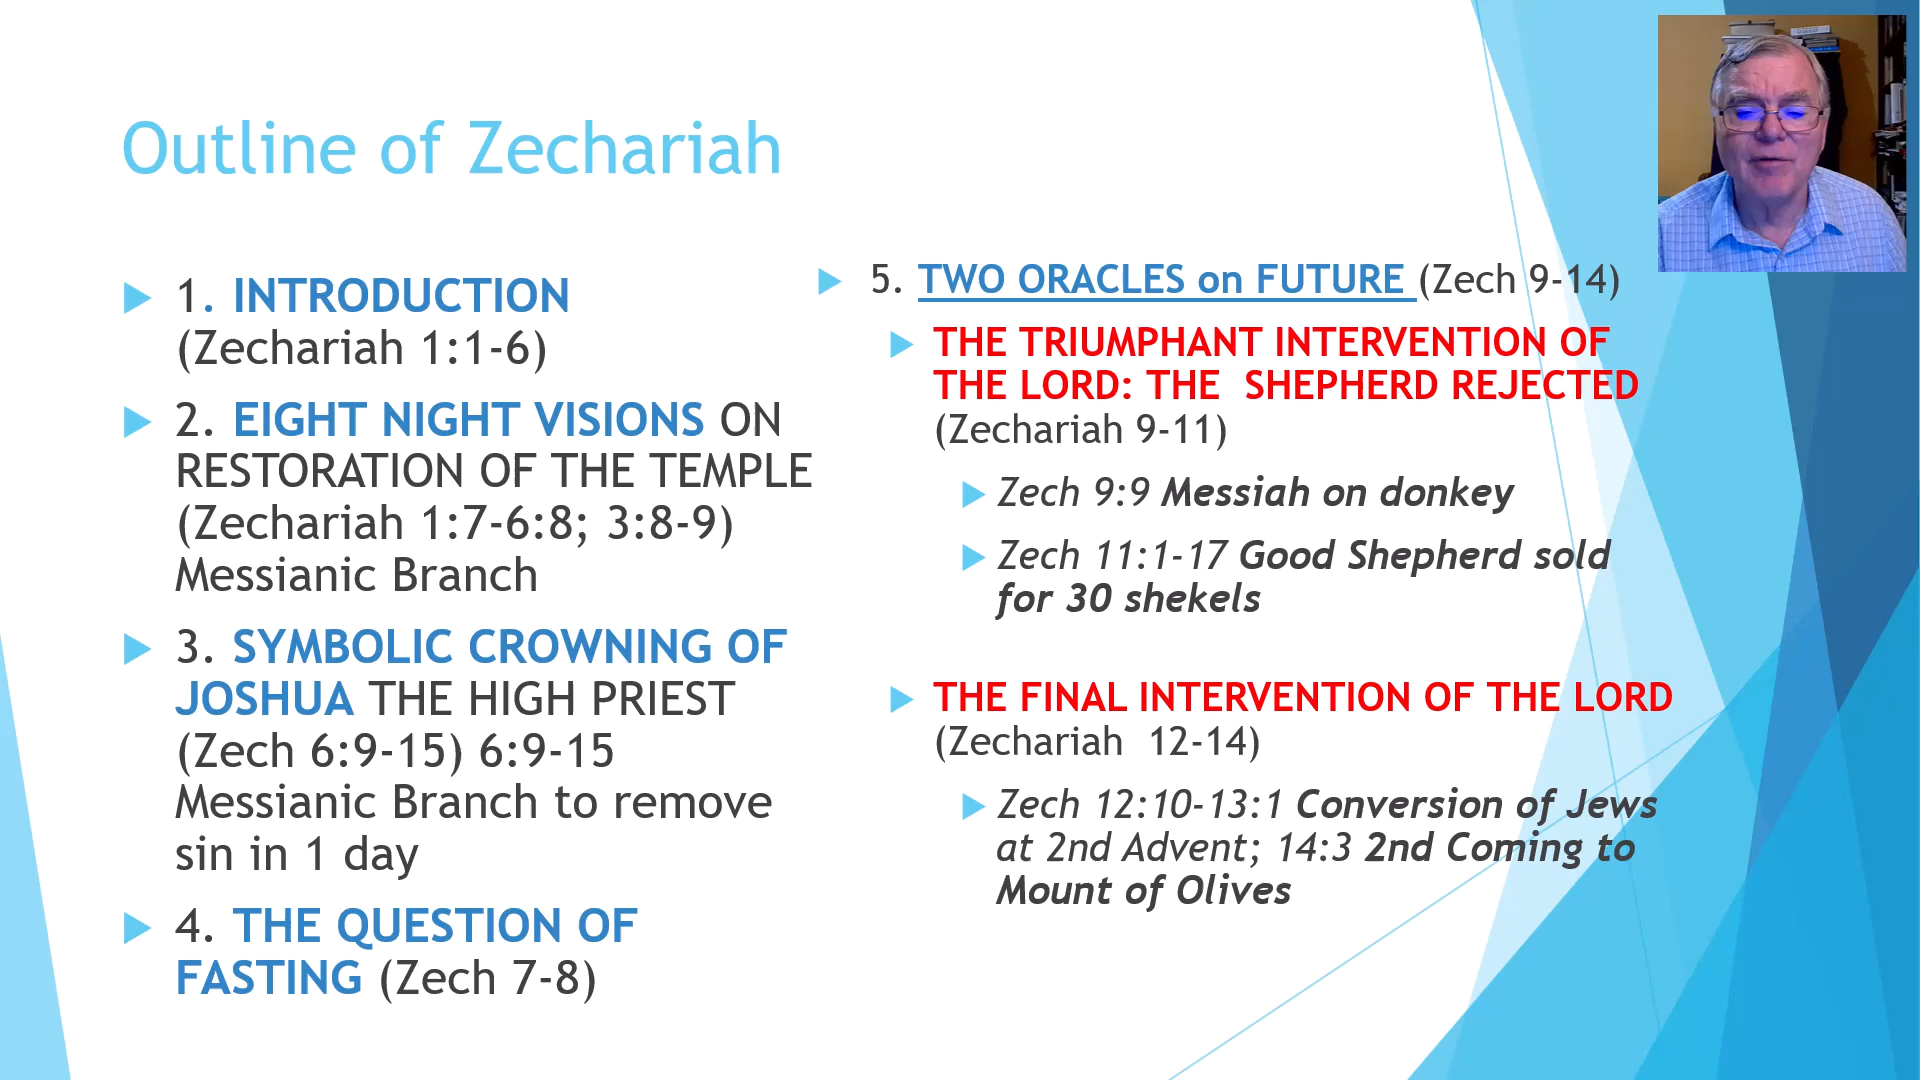 Outline of Zechariah
1. INTRODUCTION
(Zechariah 1:1-6)
2. EIGHT NIGHT VISIONS ON
RESTORATION OF THE TEMPLE
(Zechariah 1:7-6:8; 3:8-9)
Messianic Branch
3. SYMBOLIC CROWNING OF
JOSHUA THE HIGH PRIEST
(Zech 6:9-15) 6:9-15
Messianic Branch to remove
sin in 1 day
4. THE QUESTION OF
FASTING (Zech 7-8)
5. TWO ORACLES on FUTURE (Zech 9-14)
THE TRIUMPHANT INTERVENTION OF
THE LORD: THE SHEPHERD REJECTED
(Zechariah 9-11)
Zech 9:9 Messiah on donkey
Zech 11:1-17 Good Shepherd sold
for 30 shekels
THE FINAL INTERVENTION OF THE LORD
(Zechariah 12-14)
Zech 12:10-13:1 Conversion of Jews
at 2nd Advent; 14:3 2nd Coming to
Mount of Olives